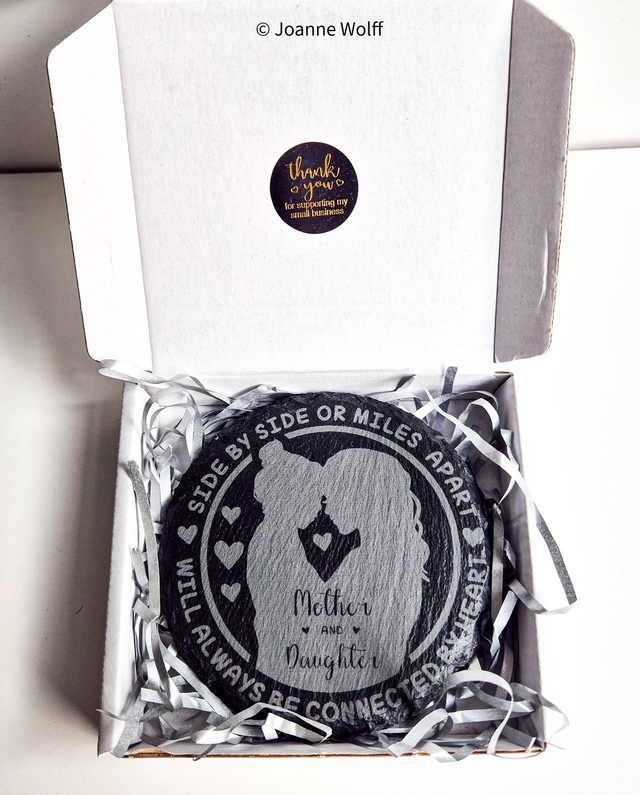 © Joanne Wolff
thank
you
for supporting my
small business
SIDE BY SIDE OR MILES APART
WILL ALWAYS BE CONNECTED BY HEART
Mother
AND
Daughter